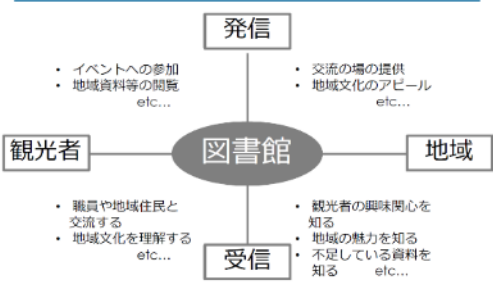 発信
• イベントへの参加
• 地域資料等の閲覧
etc...
• 交流の場の提供
• 地域文化のアピール
etc...
観光者
図書館
地域
• 職員や地域住民と
交流する
• 地域文化を理解する
etc...
• 観光者の興味関心を
知る
• 地域の魅力を知る
• 不足している資料を
知る etc...
受信